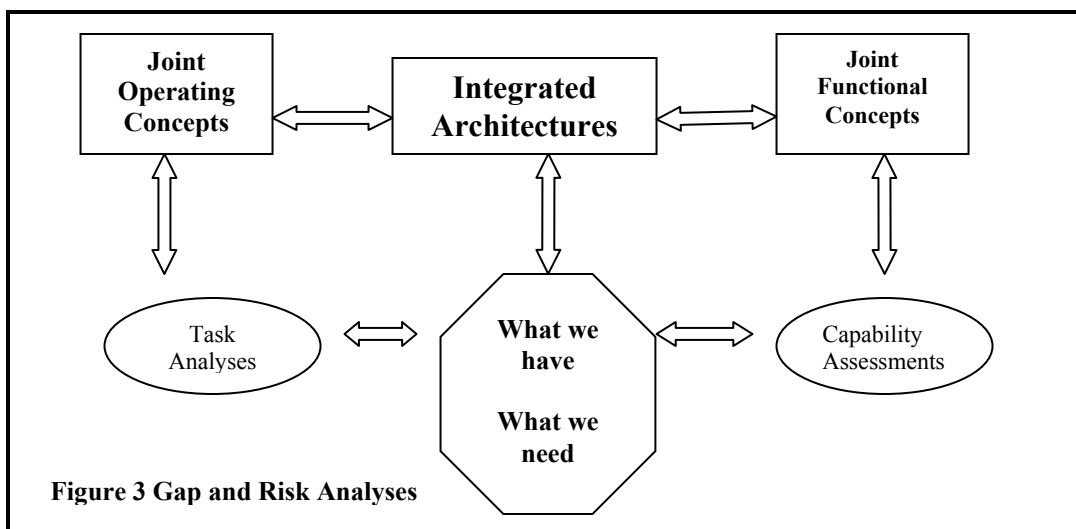 Joint
Operating
Concepts
Integrated
Architectures
Joint
Functional
Concepts
Task
Analyses
What we
have
What we
need
Capability
Assessments
Figure 3 Gap and Risk Analyses